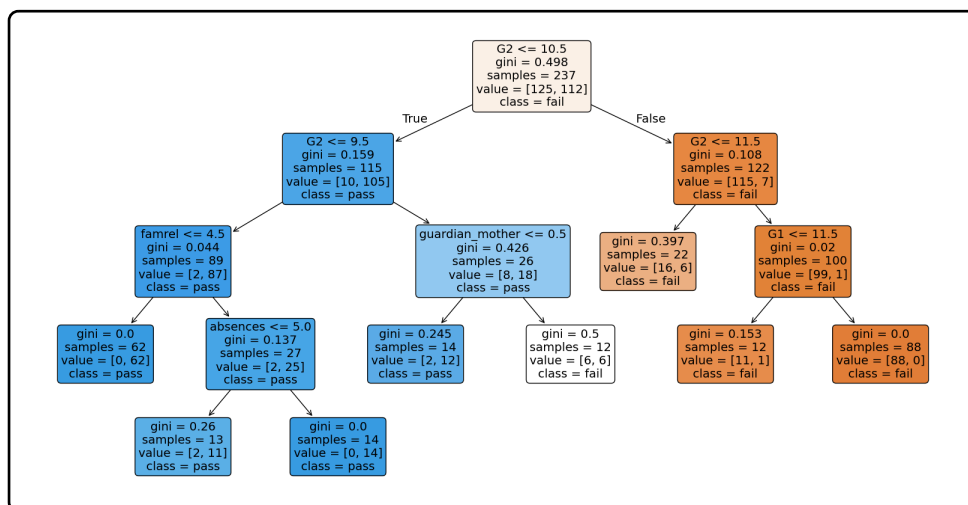 G2 <= 10.5
gini = 0.498
samples = 237
value = [125, 112]
class = fail
True
False
G2 <= 9.5
gini = 0.159
samples = 115
value = [10, 105]
class = pass
G2 <= 11.5
gini = 0.108
samples = 122
value = [115, 7]
class = fail
famrel <= 4.5
gini = 0.044
samples = 89
value = [2, 87]
class = pass
guardian_mother <= 0.5
gini = 0.426
samples = 26
value = [8, 18]
class = pass
gini = 0.397
samples = 22
value = [16, 6]
class = fail
G1 <= 11.5
gini = 0.02
samples = 100
value = [99, 1]
class = fail
gini = 0.0
samples = 62
value = [0, 62]
class = pass
absences <= 5.0
gini = 0.137
samples = 27
value = [2, 25]
class = pass
gini = 0.245
samples = 14
value = [2, 12]
class = pass
gini = 0.5
samples = 12
value = [6, 6]
class = fail
gini = 0.153
samples = 12
value = [11, 1]
class = fail
gini = 0.0
samples = 88
value = [88, 0]
class = fail
gini = 0.26
samples = 13
value = [2, 11]
class = pass
gini = 0.0
samples = 14
value = [0, 14]
class = pass